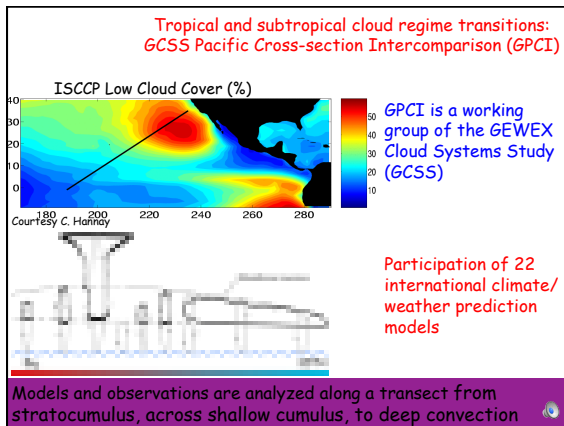 Tropical and subtropical cloud regime transitions:
GCSS Pacific Cross-section Intercomparison (GPCI)
ISCCP Low Cloud Cover (%)
40
30
20
10
0
180 200 220 240 260 280
50
40
30
20
10
Courtesy C. Hannay
GPCI is a working
group of the GEWEX
Cloud Systems Study
(GCSS)
Participation of 22
international climate/
weather prediction
models
Models and observations are analyzed along a transect from
stratocumulus, across shallow cumulus, to deep convection